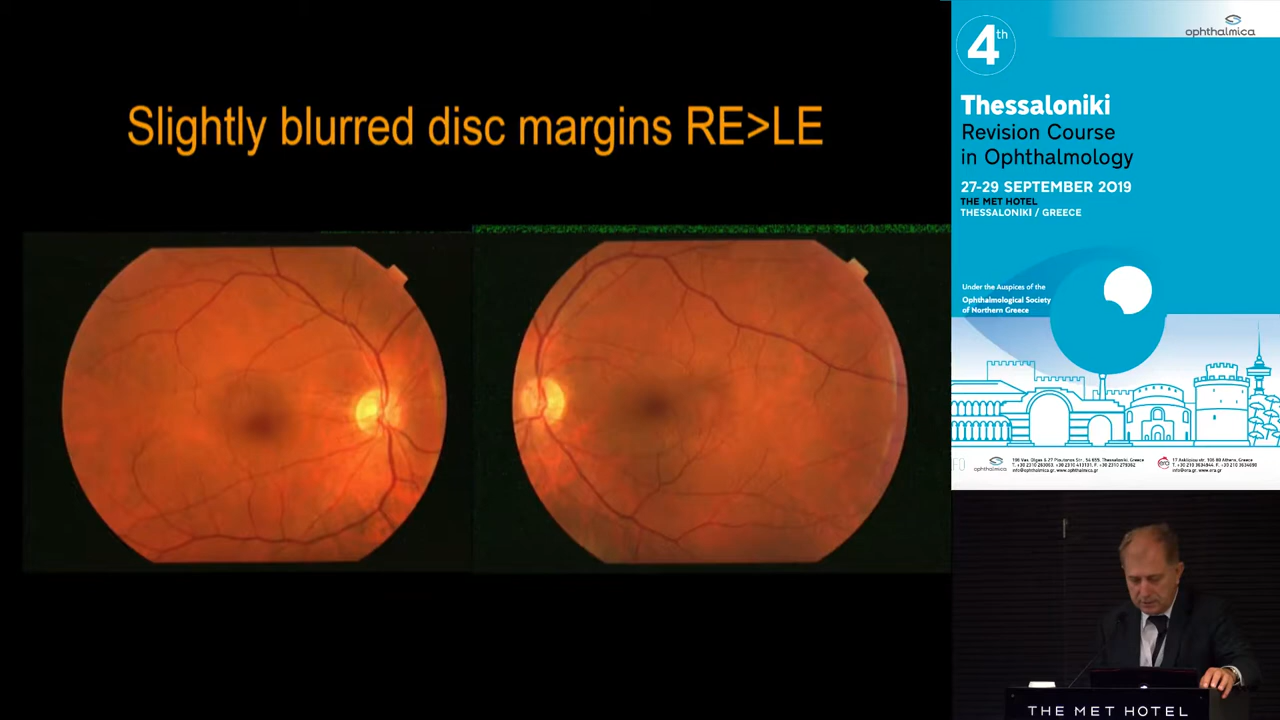 Slightly blurred disc margins RE>LE
ophthalmica
4th
Thessaloniki
Revision Course
in Ophthalmology
27-29 SEPTEMBER 2019
THE MET HOTEL
THESSALONIKI / GREECE
Under the Auspices of the
Ophthalmological Society
of Northern Greece
ophthalmica
THE MET HOTEL